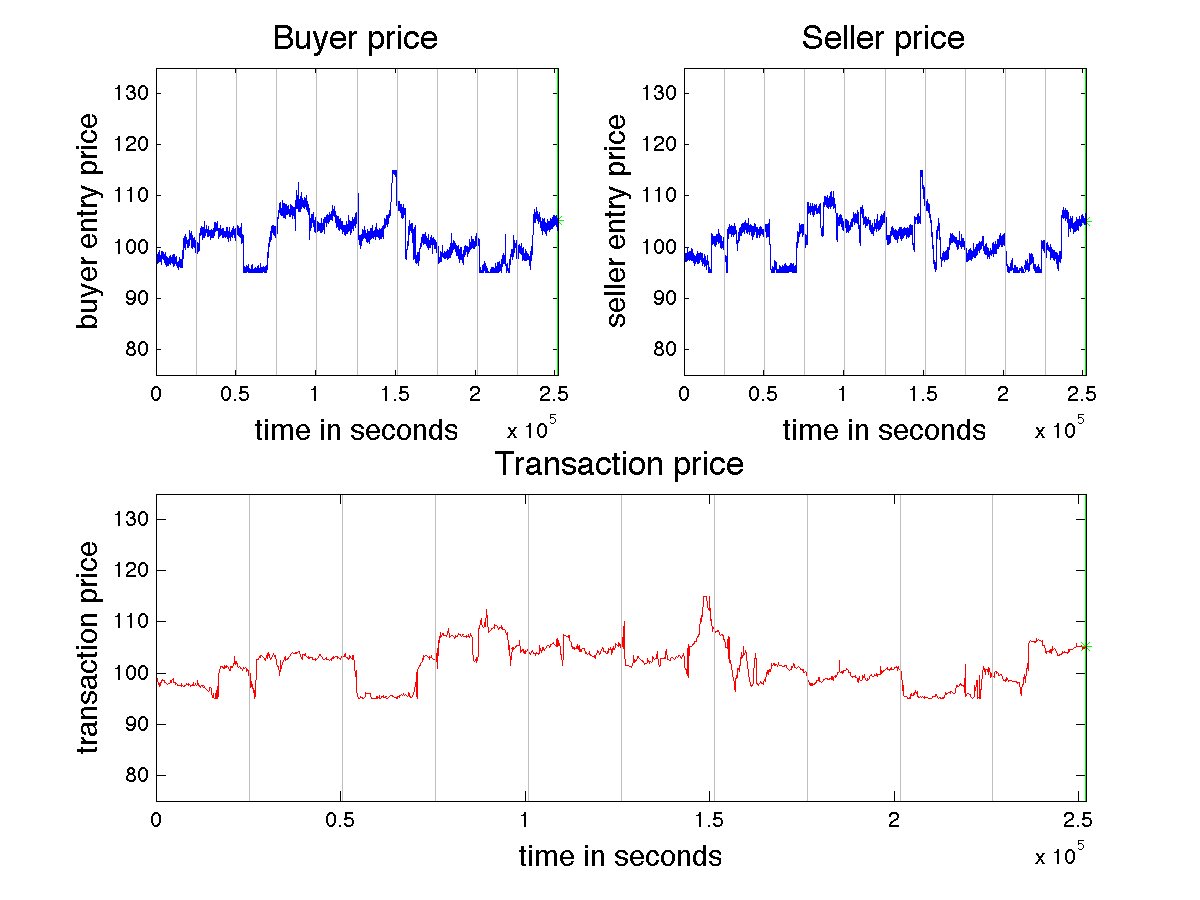 Buyer price
Seller price
buyer entry price
130
120
110
100
90
80
0 0.5 1 1.5 2 2.5
x 10^5
time in seconds
seller entry price
130
120
110
100
90
80
0 0.5 1 1.5 2 2.5
x 10^5
time in seconds
Transaction price
transaction price
130
120
110
100
90
80
0 0.5 1 1.5 2 2.5
x 10^5
time in seconds